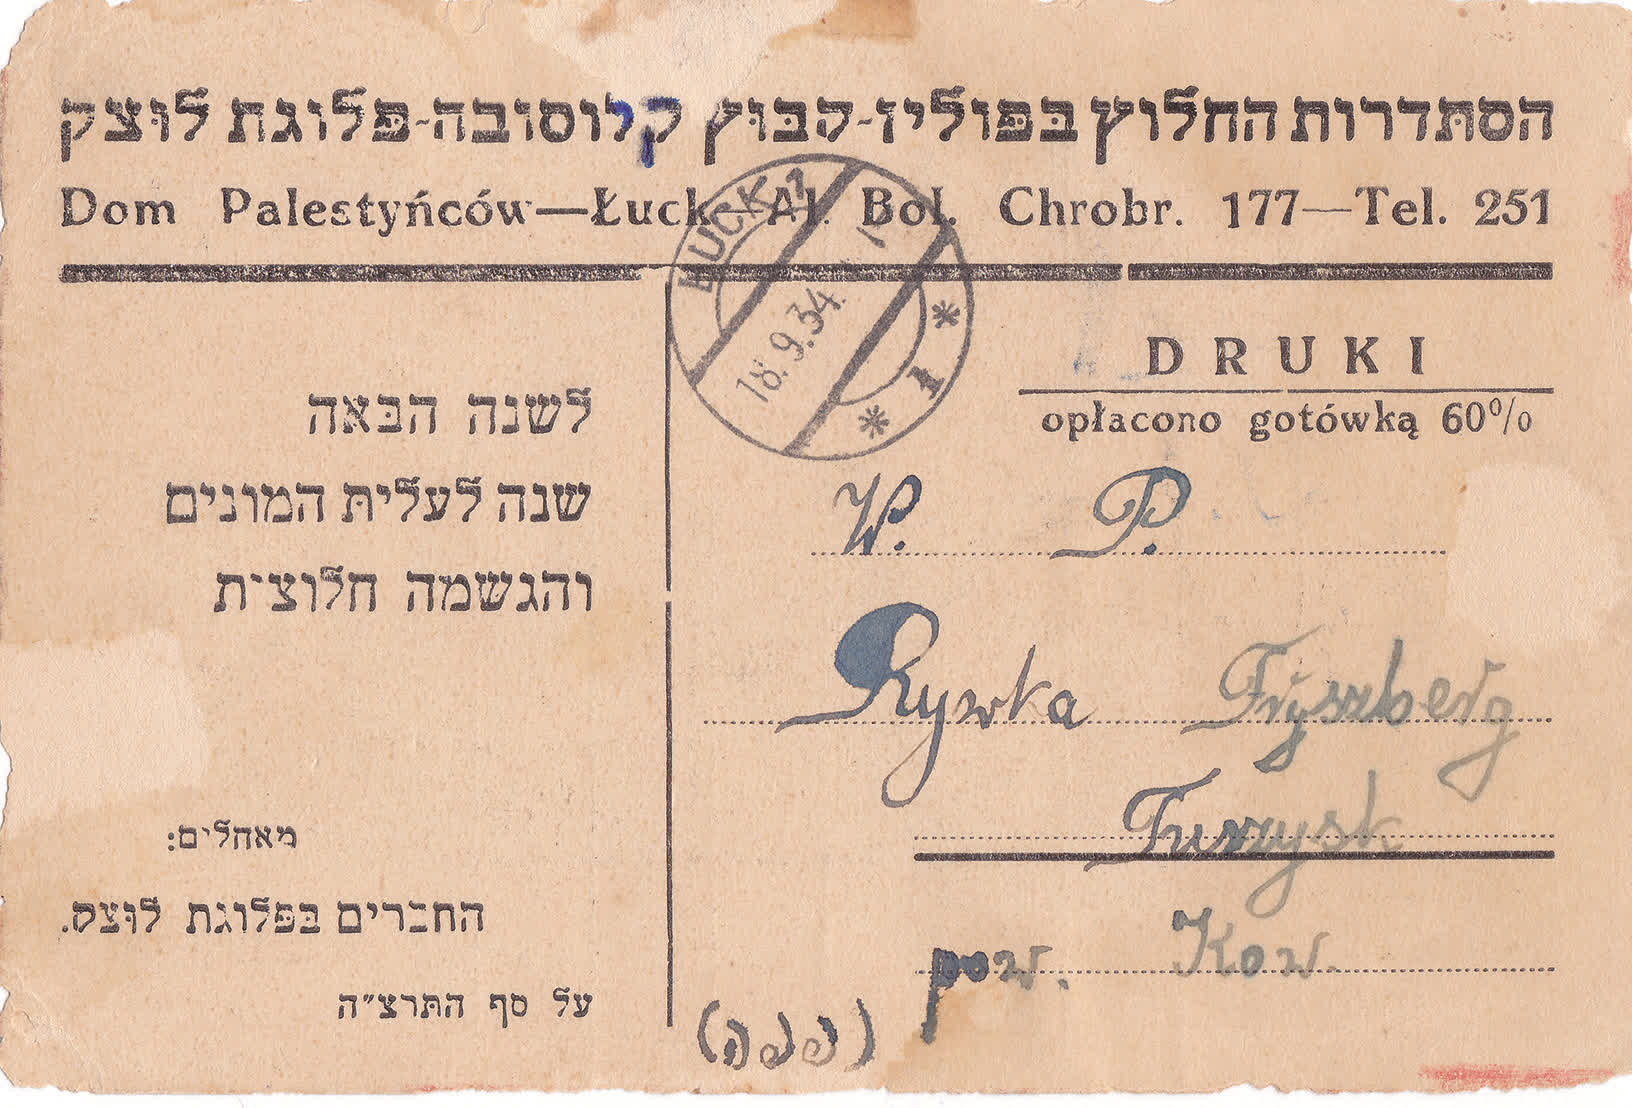 הסתדרות החלוץ בפולין-קבוץ קלוסובה-פלוגת לוצק
Dom Palestyńców—Łuck Al. Bol. Chrobr. 177—Tel. 251
ŁUCK 1
18.9.34
* 1 *
DRUKI
opłacono gotówką 60%
לשנה הבאה
שנה לעלית המונים
והגשמה חלוצית
מאחלים:
החברים בפלוגת לוצק.
על סף התרצ״ה
W. P.
Rywka Fryszberg
Turzysk
pow. Kow.